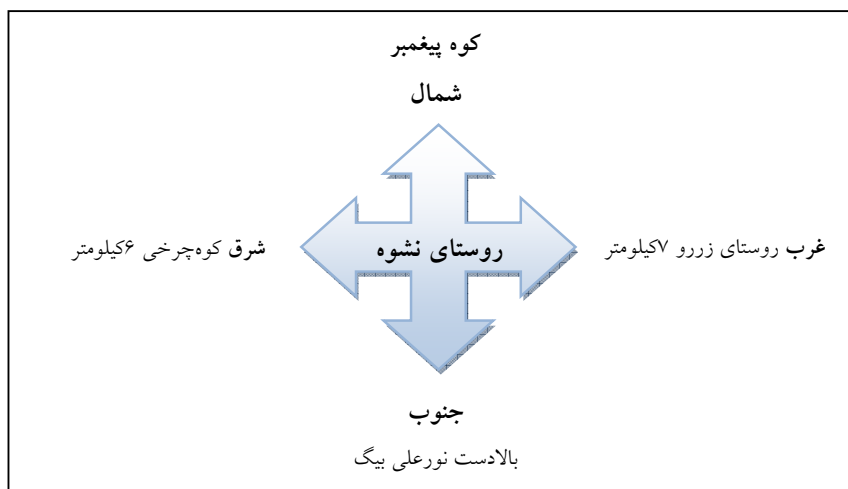 کوه پیغمبر
شمال
غرب روستای زررو ۷کیلومتر
روستای نشوه
شرق کوه‌چرخی ۶کیلومتر
جنوب
بالادست نورعلی بیگ